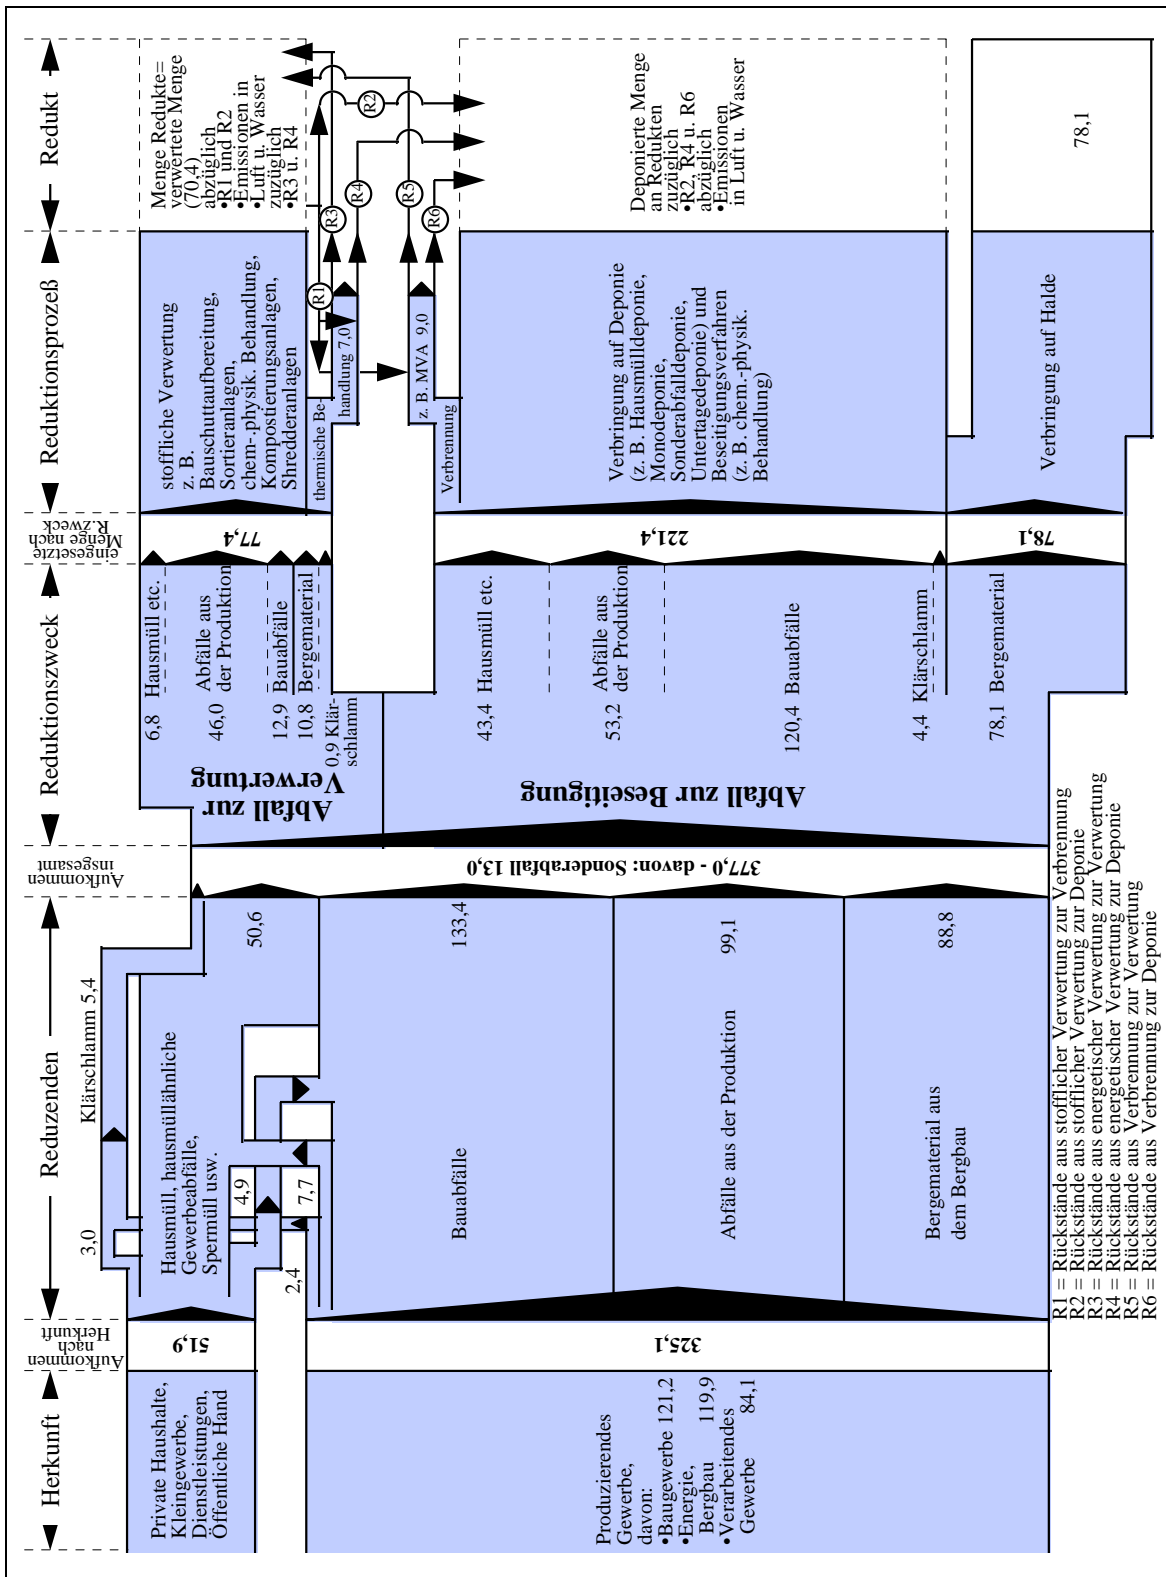 Herkunft
Aufkommen
nach
Herkunft
Reduzenden
Aufkommen
insgesamt
Reduktionszweck
eingesetzte
Menge nach
R.zweck
Reduktionsprozeß
Redukt
Private Haushalte,
Kleingewerbe,
Dienstleistungen,
Öffentliche Hand
Produzierendes
Gewerbe,
davon:
•Baugewerbe 121,2
•Energie,
Bergbau 119,9
•Verarbeitendes
Gewerbe 84,1
51,9
325,1
3,0
Klärschlamm 5,4
Hausmüll, hausmüllähnliche
Gewerbeabfälle,
Spermüll usw.
4,9
7,7
2,4
50,6
Bauabfälle
133,4
Abfälle aus der Produktion
99,1
Bergematerial aus
dem Bergbau
88,8
377,0 - davon: Sonderabfall 13,0
Abfall zur
Verwertung
Abfall zur Beseitigung
6,8 Hausmüll etc.
46,0 Abfälle aus
der Produktion
12,9 Bauabfälle
10,8 Bergematerial
0,9 Klär-
schlamm
43,4 Hausmüll etc.
53,2 Abfälle aus
der Produktion
120,4 Bauabfälle
4,4 Klärschlamm
78,1 Bergematerial
77,4
221,4
78,1
stoffliche Verwertung
z. B.
Bauschuttaufbereitung,
Sortieranlagen,
chem-.physik. Behandlung,
Kompostierungsanlagen,
Shredderanlagen
thermische Be-
handlung 7,0
z. B. MVA 9,0
Verbrennung
Verbringung auf Deponie
(z. B. Hausmülldeponie,
Monodeponie,
Sonderabfalldeponie,
Untertagedeponie) und
Beseitigungsverfahren
(z. B. chem.-physik.
Behandlung)
Verbringung auf Halde
Menge Redukte=
verwertete Menge
(70,4)
abzüglich
•R1 und R2
•Emissionen in
•Luft u. Wasser
zuzüglich
•R3 u. R4
R1
R2
R3
R4
R5
R6
Deponierte Menge
an Redukten
zuzüglich
•R2, R4 u. R6
abzüglich
•Emissionen
in Luft u. Wasser
78,1
R1 = Rückstände aus stofflicher Verwertung zur Verbrennung
R2 = Rückstände aus stofflicher Verwertung zur Deponie
R3 = Rückstände aus energetischer Verwertung zur Verwertung
R4 = Rückstände aus energetischer Verwertung zur Deponie
R5 = Rückstände aus Verbrennung zur Verwertung
R6 = Rückstände aus Verbrennung zur Deponie